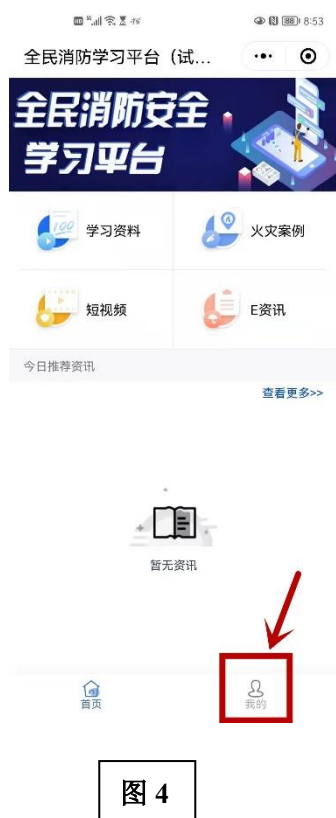 8:53
全民消防学习平台（试...
全民消防安全
学习平台
学习资料
火灾案例
短视频
E资讯
今日推荐资讯
查看更多>>
暂无资讯
首页
我的
图 4